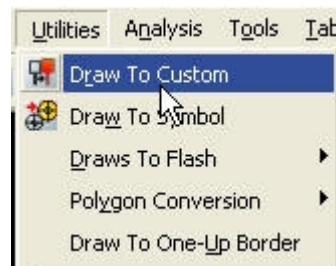 Utilities Analysis Tools Tab
Draw To Custom
Draw To Symbol
Draws To Flash
Polygon Conversion
Draw To One-Up Border